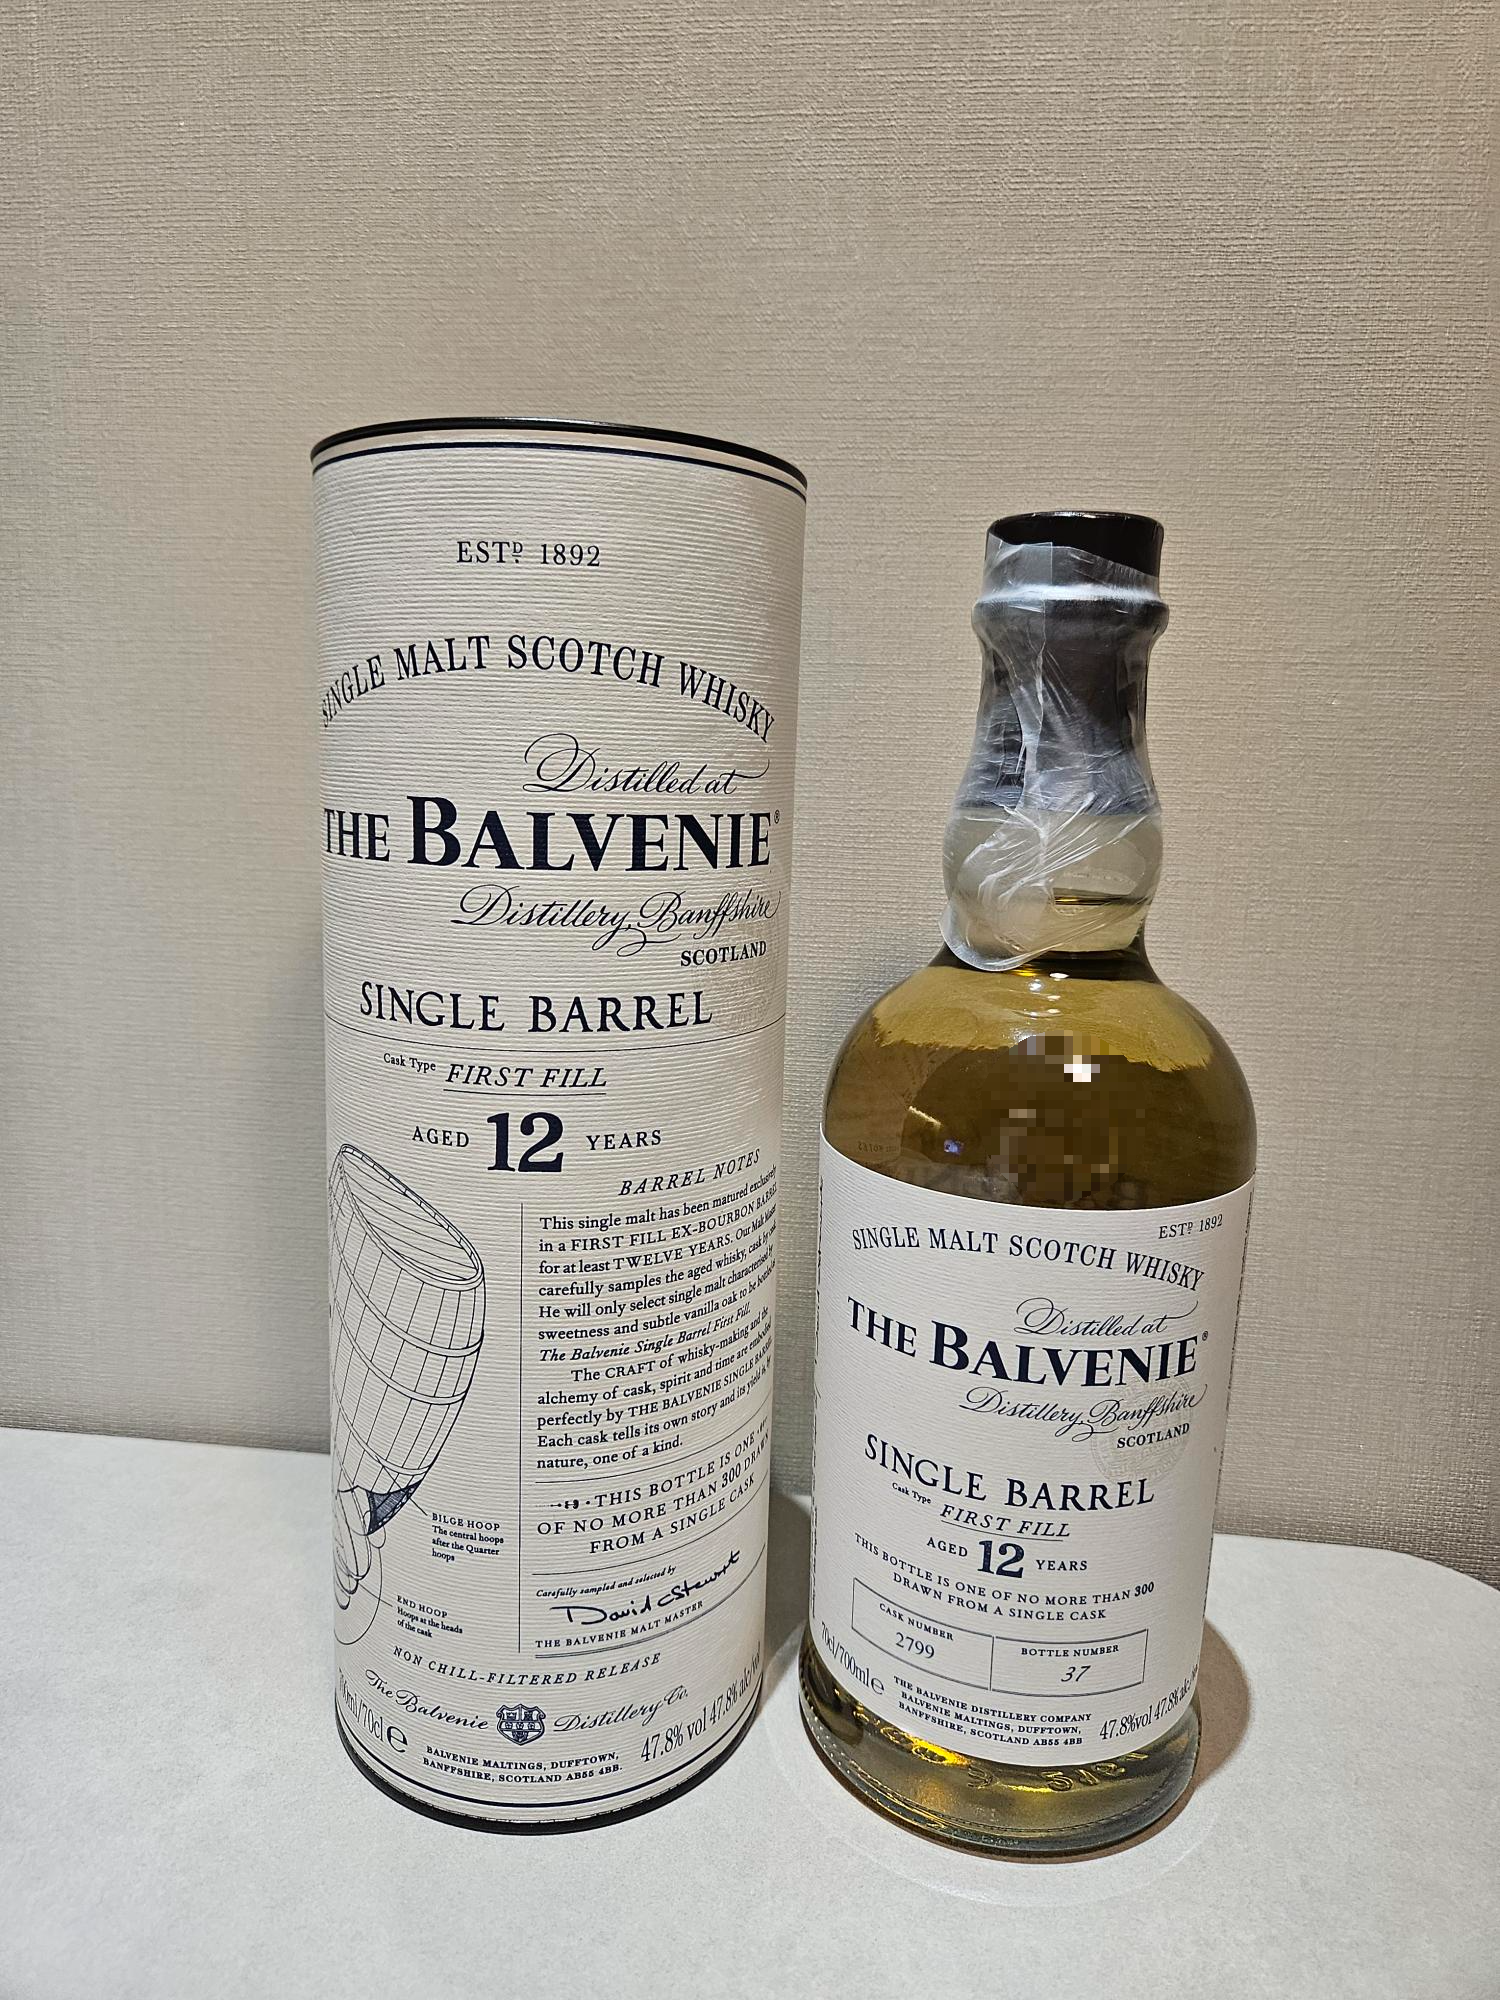 ESTD 1892
SINGLE MALT SCOTCH WHISKY
Distilled at
THE BALVENIE®
Distillery, Banffshire
SCOTLAND
SINGLE BARREL
Cask Type FIRST FILL
AGED 12 YEARS
BARREL NOTES
This single malt has been matured exclusively
in a FIRST FILL EX-BOURBON BARREL
for at least TWELVE YEARS. Our Malt Master
carefully samples the aged whisky, cask by cask.
He will only select single malt characterised by
sweetness and subtle vanilla oak to be bottled as
The Balvenie Single Barrel First Fill.
The CRAFT of whisky-making and the
alchemy of cask, spirit and time are embodied
perfectly by THE BALVENIE SINGLE BARREL.
Each cask tells its own story and its yield is, by
nature, one of a kind.
THIS BOTTLE IS ONE
OF NO MORE THAN 300 DRAWN
FROM A SINGLE CASK
Carefully sampled and selected by
David C Stewart
THE BALVENIE MALT MASTER
BILGE HOOP
The central hoops
after the Quarter
hoops
END HOOP
Hoops at the heads
of the cask
NON CHILL-FILTERED RELEASE
The Balvenie Distillery Co.
700ml/70cl e
BALVENIE MALTINGS, DUFFTOWN,
BANFFSHIRE, SCOTLAND AB55 4BB.
47.8% vol 47.8% alc/vol
ESTD 1892
SINGLE MALT SCOTCH WHISKY
Distilled at
THE BALVENIE®
Distillery, Banffshire
SCOTLAND
SINGLE BARREL
Cask Type FIRST FILL
AGED 12 YEARS
THIS BOTTLE IS ONE OF NO MORE THAN 300
DRAWN FROM A SINGLE CASK
CASK NUMBER
2799
BOTTLE NUMBER
37
70cl/700ml e
THE BALVENIE DISTILLERY COMPANY
BALVENIE MALTINGS, DUFFTOWN,
BANFFSHIRE, SCOTLAND AB55 4BB
47.8%vol 47.8% alc